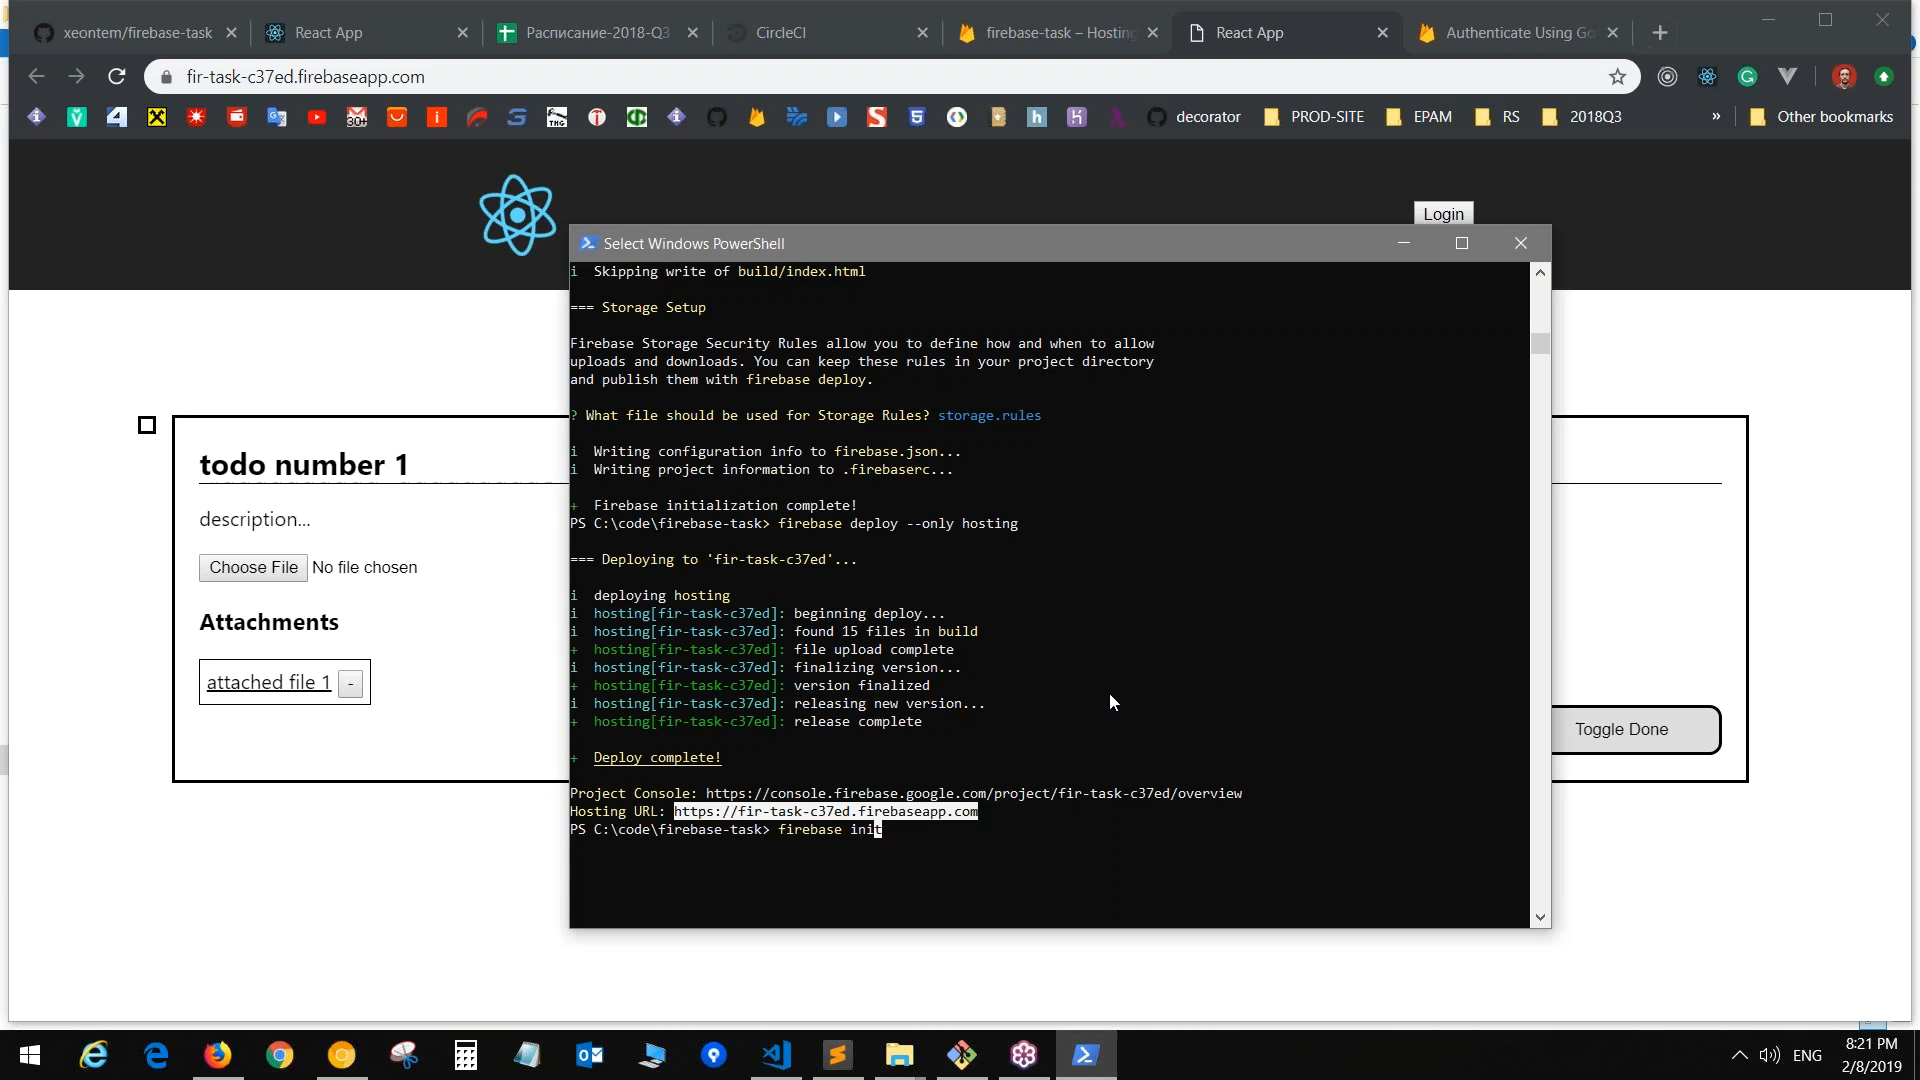 xeontem/firebase-task
React App
Расписание-2018-Q3
CircleCI
firebase-task – Hosting
React App
Authenticate Using Go
fir-task-c37ed.firebaseapp.com
decorator
PROD-SITE
EPAM
RS
2018Q3
»
Other bookmarks
Login
Select Windows PowerShell
i Skipping write of build/index.html
=== Storage Setup
Firebase Storage Security Rules allow you to define how and when to allow
uploads and downloads. You can keep these rules in your project directory
and publish them with firebase deploy.
? What file should be used for Storage Rules? storage.rules
i Writing configuration info to firebase.json...
i Writing project information to .firebaserc...
+ Firebase initialization complete!
PS C:\code\firebase-task> firebase deploy --only hosting
=== Deploying to 'fir-task-c37ed'...
i deploying hosting
i hosting[fir-task-c37ed]: beginning deploy...
i hosting[fir-task-c37ed]: found 15 files in build
+ hosting[fir-task-c37ed]: file upload complete
i hosting[fir-task-c37ed]: finalizing version...
+ hosting[fir-task-c37ed]: version finalized
i hosting[fir-task-c37ed]: releasing new version...
+ hosting[fir-task-c37ed]: release complete
+ Deploy complete!
Project Console: https://console.firebase.google.com/project/fir-task-c37ed/overview
Hosting URL: https://fir-task-c37ed.firebaseapp.com
PS C:\code\firebase-task> firebase init
todo number 1
description...
Choose File No file chosen
Attachments
attached file 1 -
Toggle Done
ENG
8:21 PM
2/8/2019